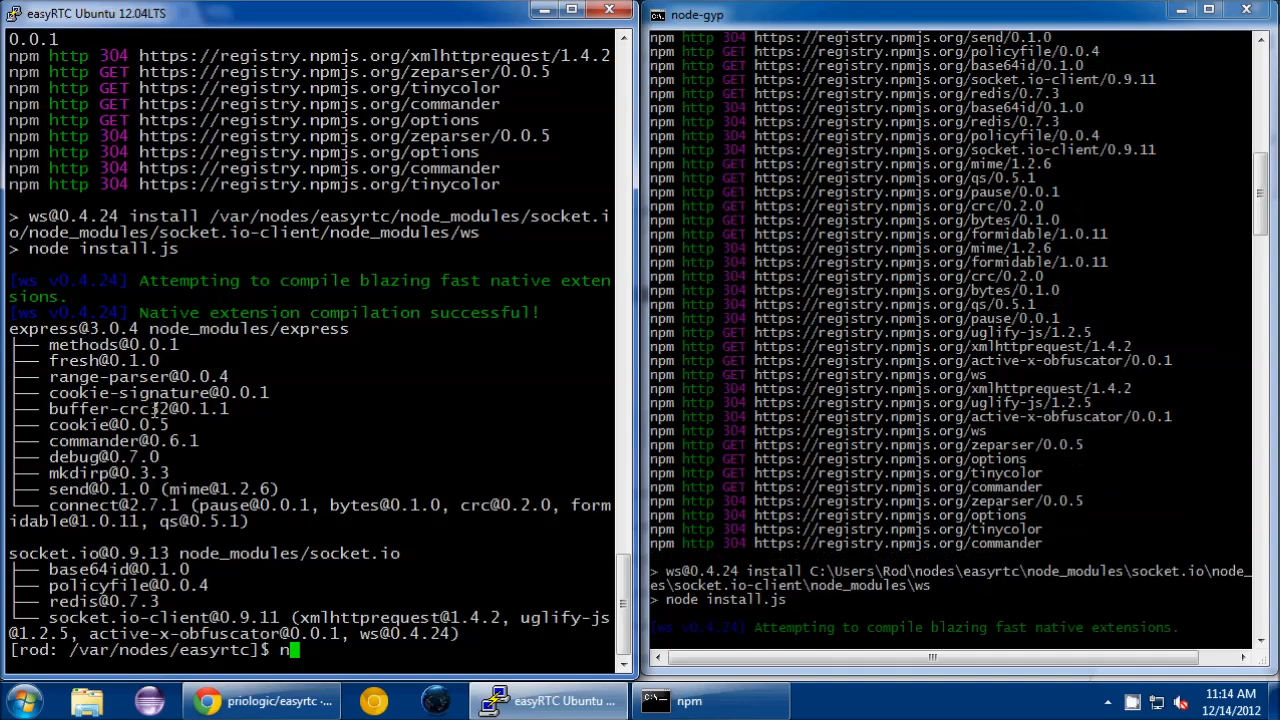 easyRTC Ubuntu 12.04LTS
0.0.1
npm http 304 https://registry.npmjs.org/xmlhttprequest/1.4.2
npm http GET https://registry.npmjs.org/zeparser/0.0.5
npm http GET https://registry.npmjs.org/tinycolor
npm http GET https://registry.npmjs.org/commander
npm http GET https://registry.npmjs.org/options
npm http 304 https://registry.npmjs.org/zeparser/0.0.5
npm http 304 https://registry.npmjs.org/options
npm http 304 https://registry.npmjs.org/commander
npm http 304 https://registry.npmjs.org/tinycolor
> ws@0.4.24 install /var/nodes/easyrtc/node_modules/socket.i
o/node_modules/socket.io-client/node_modules/ws
> node install.js
[ws v0.4.24] Attempting to compile blazing fast native exten
sions.
[ws v0.4.24] Native extension compilation successful!
express@3.0.4 node_modules/express
├── methods@0.0.1
├── fresh@0.1.0
├── range-parser@0.0.4
├── cookie-signature@0.0.1
├── buffer-crc32@0.1.1
├── cookie@0.0.5
├── commander@0.6.1
├── debug@0.7.0
├── mkdirp@0.3.3
├── send@0.1.0 (mime@1.2.6)
└── connect@2.7.1 (pause@0.0.1, bytes@0.1.0, crc@0.2.0, form
idable@1.0.11, qs@0.5.1)
socket.io@0.9.13 node_modules/socket.io
├── base64id@0.1.0
├── policyfile@0.0.4
├── redis@0.7.3
└── socket.io-client@0.9.11 (xmlhttprequest@1.4.2, uglify-js
@1.2.5, active-x-obfuscator@0.0.1, ws@0.4.24)
[rod: /var/nodes/easyrtc]$ n
node-gyp
npm http 304 https://registry.npmjs.org/send/0.1.0
npm http GET https://registry.npmjs.org/policyfile/0.0.4
npm http GET https://registry.npmjs.org/base64id/0.1.0
npm http GET https://registry.npmjs.org/socket.io-client/0.9.11
npm http GET https://registry.npmjs.org/redis/0.7.3
npm http 304 https://registry.npmjs.org/base64id/0.1.0
npm http 304 https://registry.npmjs.org/redis/0.7.3
npm http 304 https://registry.npmjs.org/policyfile/0.0.4
npm http 304 https://registry.npmjs.org/socket.io-client/0.9.11
npm http GET https://registry.npmjs.org/mime/1.2.6
npm http GET https://registry.npmjs.org/qs/0.5.1
npm http GET https://registry.npmjs.org/pause/0.0.1
npm http GET https://registry.npmjs.org/crc/0.2.0
npm http GET https://registry.npmjs.org/bytes/0.1.0
npm http GET https://registry.npmjs.org/formidable/1.0.11
npm http 304 https://registry.npmjs.org/mime/1.2.6
npm http 304 https://registry.npmjs.org/formidable/1.0.11
npm http 304 https://registry.npmjs.org/crc/0.2.0
npm http 304 https://registry.npmjs.org/bytes/0.1.0
npm http 304 https://registry.npmjs.org/qs/0.5.1
npm http 304 https://registry.npmjs.org/pause/0.0.1
npm http GET https://registry.npmjs.org/uglify-js/1.2.5
npm http GET https://registry.npmjs.org/xmlhttprequest/1.4.2
npm http GET https://registry.npmjs.org/active-x-obfuscator/0.0.1
npm http GET https://registry.npmjs.org/ws
npm http 304 https://registry.npmjs.org/xmlhttprequest/1.4.2
npm http 304 https://registry.npmjs.org/uglify-js/1.2.5
npm http 304 https://registry.npmjs.org/active-x-obfuscator/0.0.1
npm http 304 https://registry.npmjs.org/ws
npm http GET https://registry.npmjs.org/zeparser/0.0.5
npm http GET https://registry.npmjs.org/options
npm http GET https://registry.npmjs.org/tinycolor
npm http GET https://registry.npmjs.org/commander
npm http 304 https://registry.npmjs.org/zeparser/0.0.5
npm http 304 https://registry.npmjs.org/options
npm http 304 https://registry.npmjs.org/tinycolor
npm http 304 https://registry.npmjs.org/commander
> ws@0.4.24 install C:\Users\Rod\nodes\easyrtc\node_modules\socket.io\node_
es\socket.io-client\node_modules\ws
> node install.js
[ws v0.4.24] Attempting to compile blazing fast native extensions.
priologic/easyrtc -...
easyRTC Ubuntu ...
npm
11:14 AM
12/14/2012